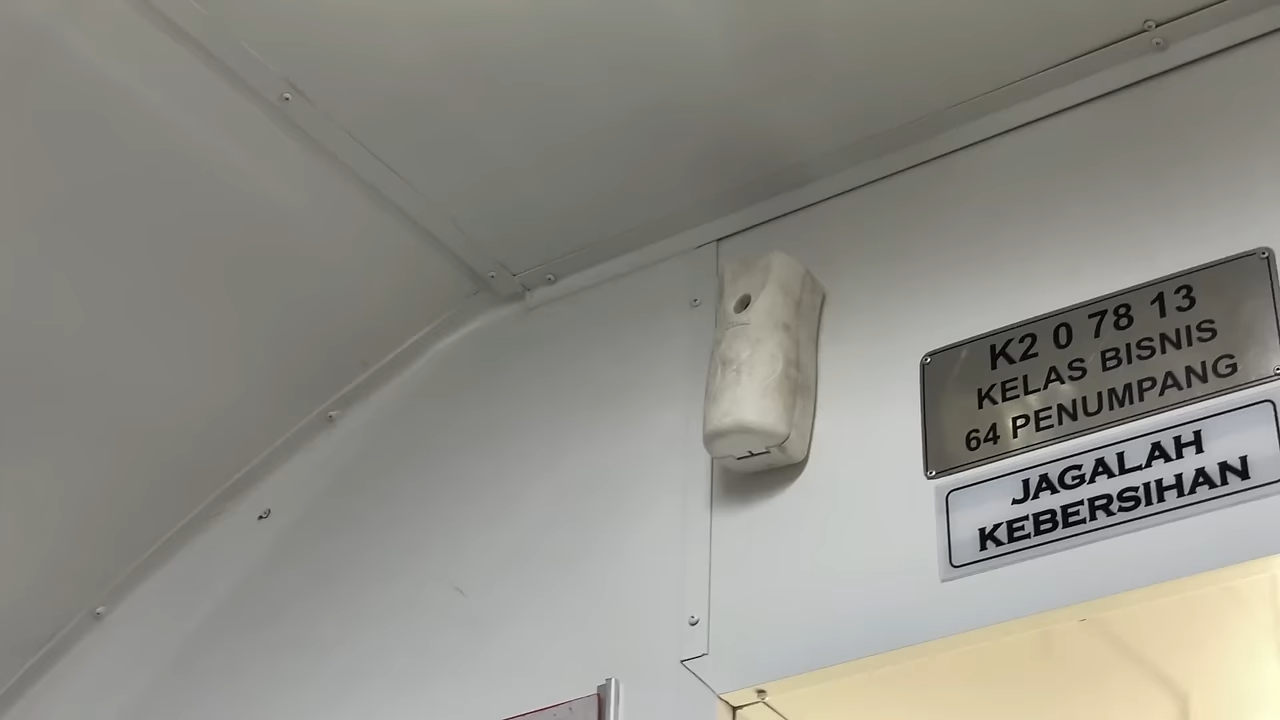 K2 0 78 13
KELAS BISNIS
64 PENUMPANG
JAGALAH
KEBERSIHAN